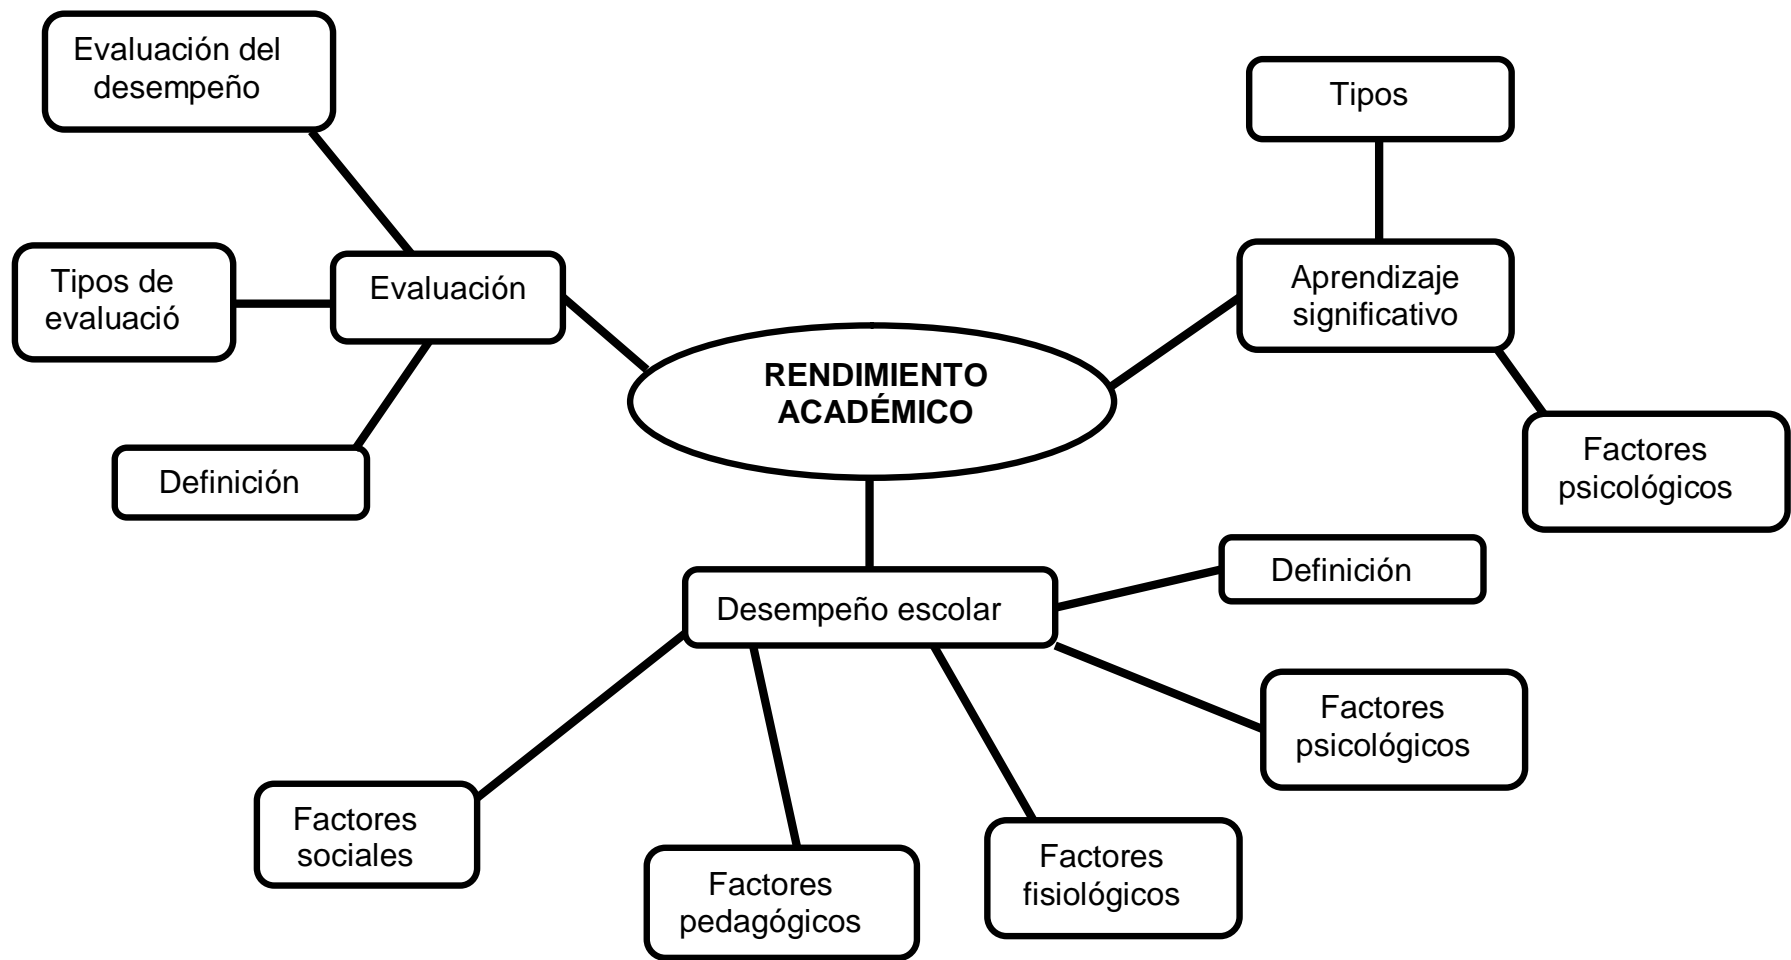 Evaluación del
desempeño
Tipos
Tipos de
evaluació
Evaluación
Aprendizaje
significativo
RENDIMIENTO
ACADÉMICO
Definición
Factores
psicológicos
Desempeño escolar
Definición
Factores
psicológicos
Factores
sociales
Factores
pedagógicos
Factores
fisiológicos